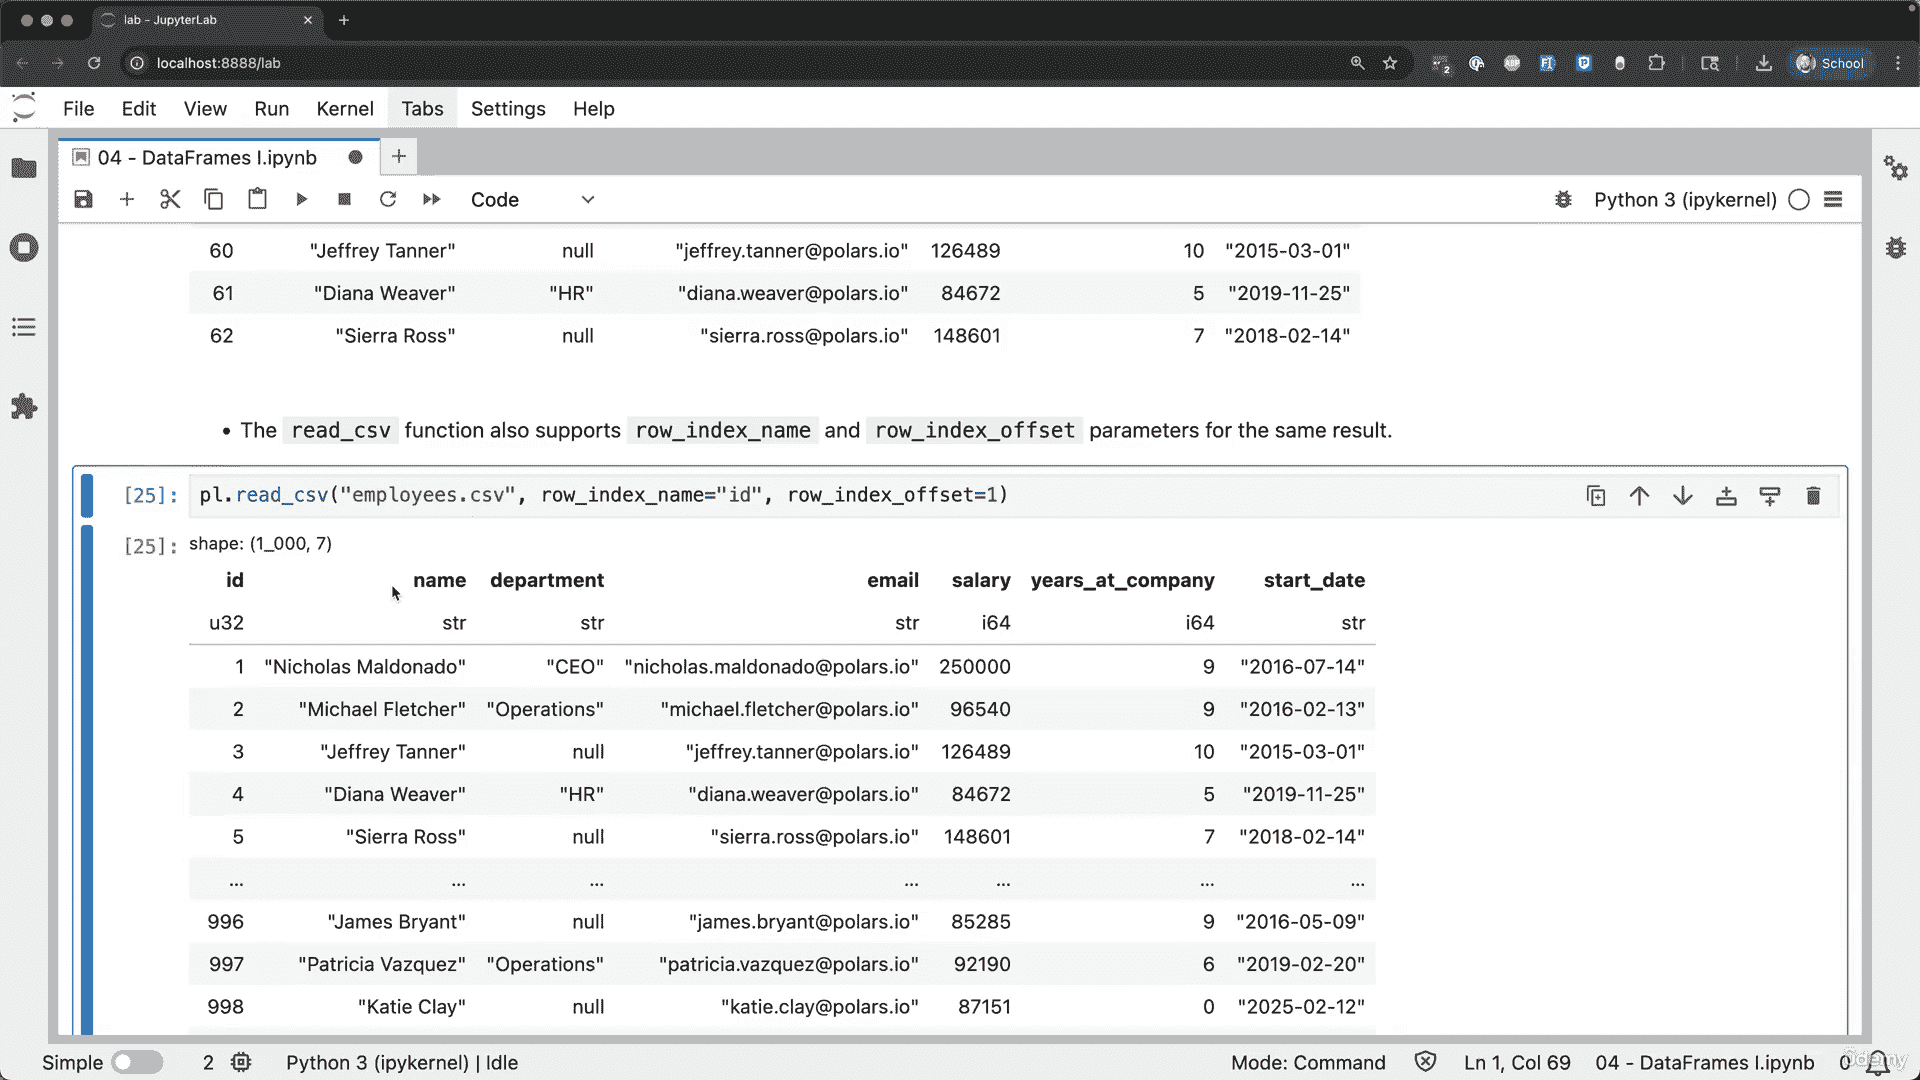 lab - JupyterLab
localhost:8888/lab
2
ABP
School
File Edit View Run Kernel Tabs Settings Help
04 - DataFrames I.ipynb
Code
Python 3 (ipykernel)
60 "Jeffrey Tanner" null "jeffrey.tanner@polars.io" 126489 10 "2015-03-01"
61 "Diana Weaver" "HR" "diana.weaver@polars.io" 84672 5 "2019-11-25"
62 "Sierra Ross" null "sierra.ross@polars.io" 148601 7 "2018-02-14"
• The read_csv function also supports row_index_name and row_index_offset parameters for the same result.
[25]: pl.read_csv("employees.csv", row_index_name="id", row_index_offset=1)
[25]: shape: (1_000, 7)
id name department email salary years_at_company start_date
u32 str str str i64 i64 str
1 "Nicholas Maldonado" "CEO" "nicholas.maldonado@polars.io" 250000 9 "2016-07-14"
2 "Michael Fletcher" "Operations" "michael.fletcher@polars.io" 96540 9 "2016-02-13"
3 "Jeffrey Tanner" null "jeffrey.tanner@polars.io" 126489 10 "2015-03-01"
4 "Diana Weaver" "HR" "diana.weaver@polars.io" 84672 5 "2019-11-25"
5 "Sierra Ross" null "sierra.ross@polars.io" 148601 7 "2018-02-14"
... ... ... ... ... ... ...
996 "James Bryant" null "james.bryant@polars.io" 85285 9 "2016-05-09"
997 "Patricia Vazquez" "Operations" "patricia.vazquez@polars.io" 92190 6 "2019-02-20"
998 "Katie Clay" null "katie.clay@polars.io" 87151 0 "2025-02-12"
Simple 2 Python 3 (ipykernel) | Idle Mode: Command Ln 1, Col 69 04 - DataFrames I.ipynb 0
Udemy